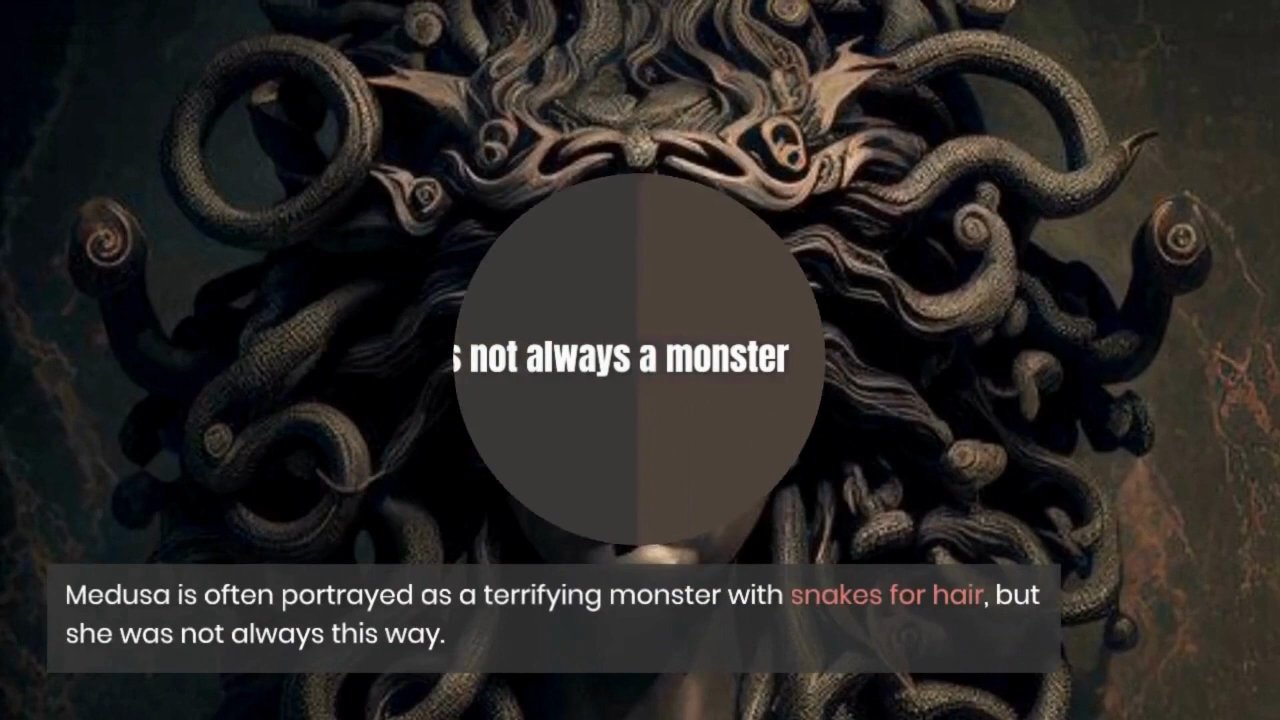 not always a monster
Medusa is often portrayed as a terrifying monster with snakes for hair, but
she was not always this way.